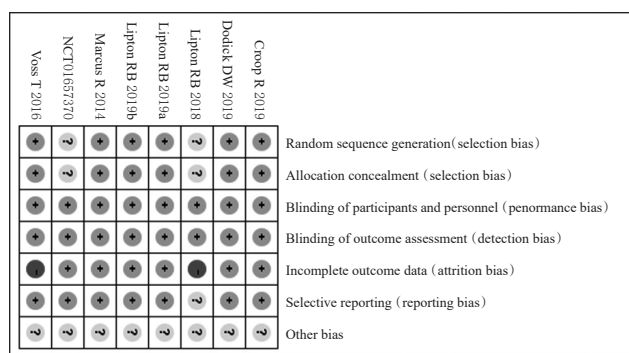 Voss T 2016
NCT01657370
Marcus R 2014
Lipton RB 2019b
Lipton RB 2019a
Lipton RB 2018
Dodick DW 2019
Croop R 2019
+ ? + + + ? + + Random sequence generation(selection bias)
+ ? + + + ? + + Allocation concealment (selection bias)
+ + + + + + + + Blinding of participants and personnel (penormance bias)
+ + + + + + + + Blinding of outcome assessment (detection bias)
- + + + + - + + Incomplete outcome data (attrition bias)
+ + + + + ? + + Selective reporting (reporting bias)
? ? ? ? ? ? ? ? Other bias